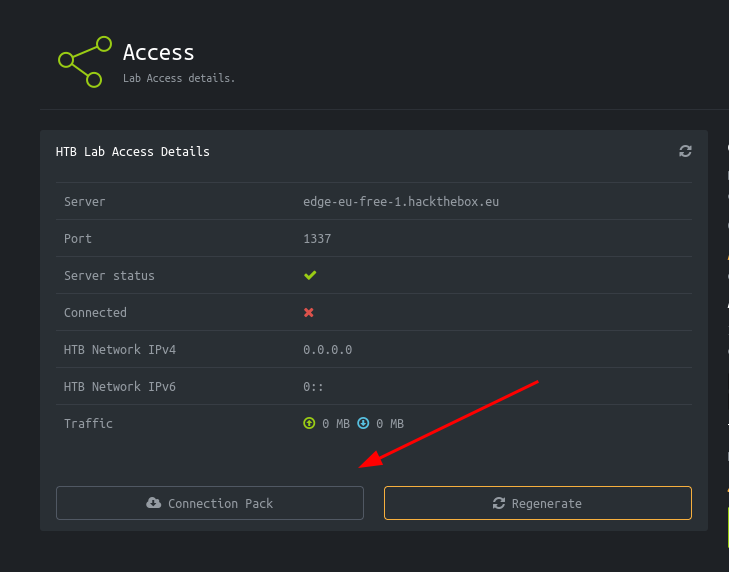 Access
Lab Access details.
HTB Lab Access Details
Server edge-eu-free-1.hackthebox.eu
Port 1337
Server status
Connected
HTB Network IPv4 0.0.0.0
HTB Network IPv6 0::
Traffic 0 MB 0 MB
Connection Pack Regenerate